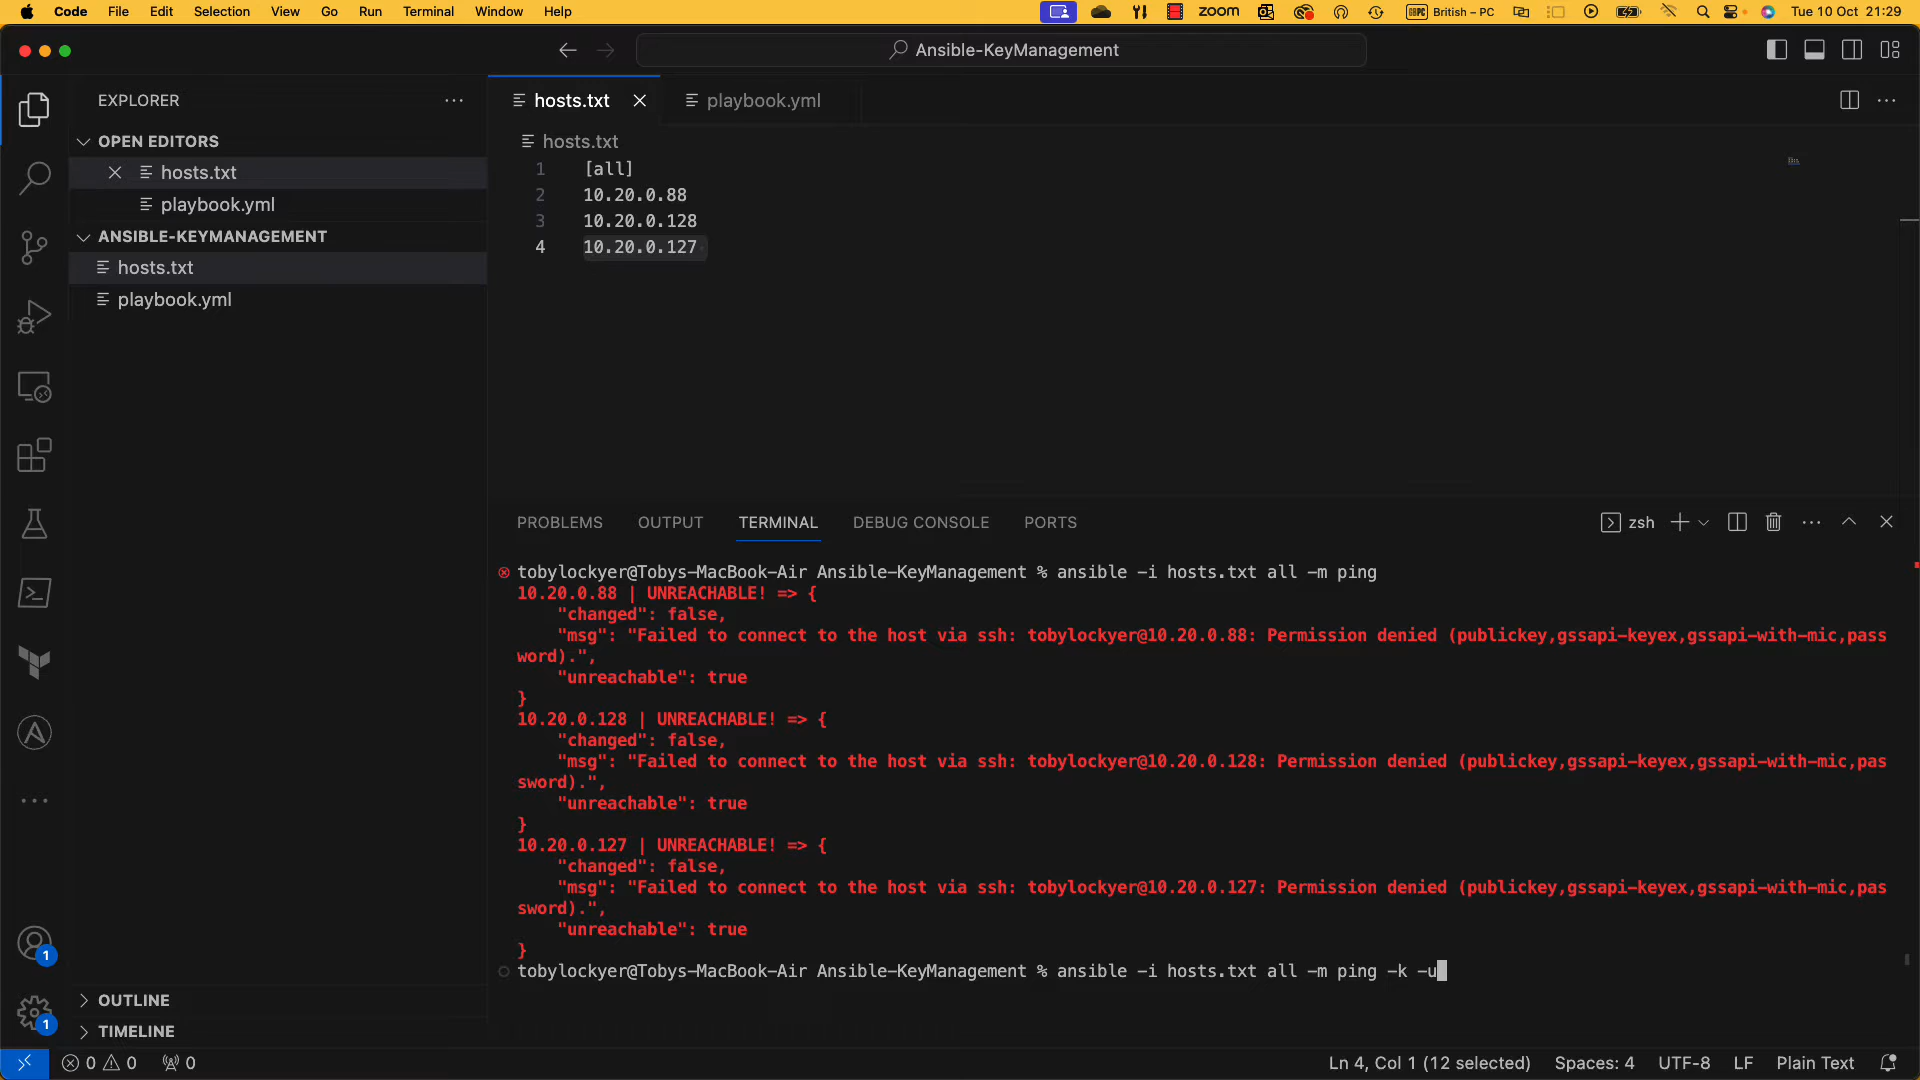 Code File Edit Selection View Go Run Terminal Window Help
zoom British – PC Tue 10 Oct 21:29
Ansible-KeyManagement
EXPLORER
OPEN EDITORS
hosts.txt
playbook.yml
ANSIBLE-KEYMANAGEMENT
hosts.txt
playbook.yml
OUTLINE
TIMELINE
1
1
hosts.txt playbook.yml
hosts.txt
1 [all]
2 10.20.0.88
3 10.20.0.128
4 10.20.0.127
PROBLEMS OUTPUT TERMINAL DEBUG CONSOLE PORTS
zsh
tobylockyer@Tobys-MacBook-Air Ansible-KeyManagement % ansible -i hosts.txt all -m ping
10.20.0.88 | UNREACHABLE! => {
"changed": false,
"msg": "Failed to connect to the host via ssh: tobylockyer@10.20.0.88: Permission denied (publickey,gssapi-keyex,gssapi-with-mic,pass
word).",
"unreachable": true
}
10.20.0.128 | UNREACHABLE! => {
"changed": false,
"msg": "Failed to connect to the host via ssh: tobylockyer@10.20.0.128: Permission denied (publickey,gssapi-keyex,gssapi-with-mic,pas
sword).",
"unreachable": true
}
10.20.0.127 | UNREACHABLE! => {
"changed": false,
"msg": "Failed to connect to the host via ssh: tobylockyer@10.20.0.127: Permission denied (publickey,gssapi-keyex,gssapi-with-mic,pas
sword).",
"unreachable": true
}
tobylockyer@Tobys-MacBook-Air Ansible-KeyManagement % ansible -i hosts.txt all -m ping -k -u
0 0 0 Ln 4, Col 1 (12 selected) Spaces: 4 UTF-8 LF Plain Text